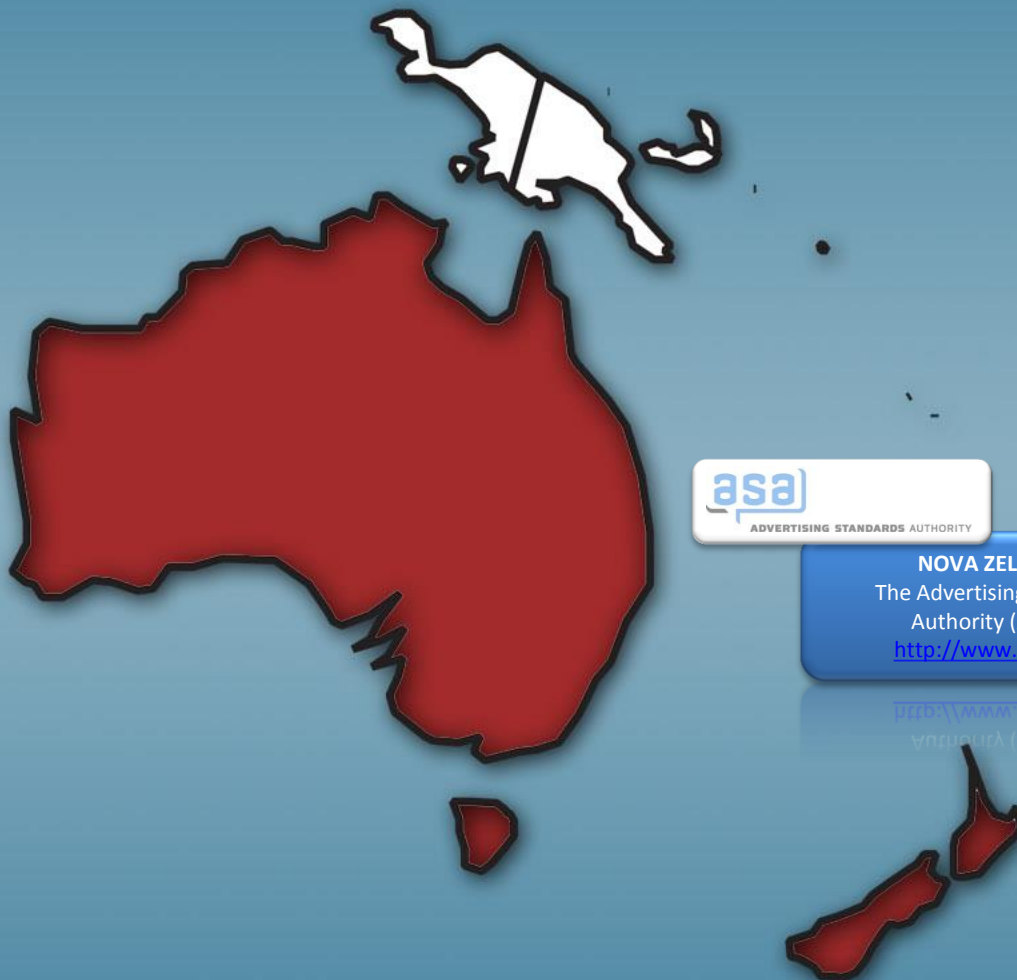 asa
ADVERTISING STANDARDS AUTHORITY
NOVA ZEL
The Advertising
Authority (
http://www.